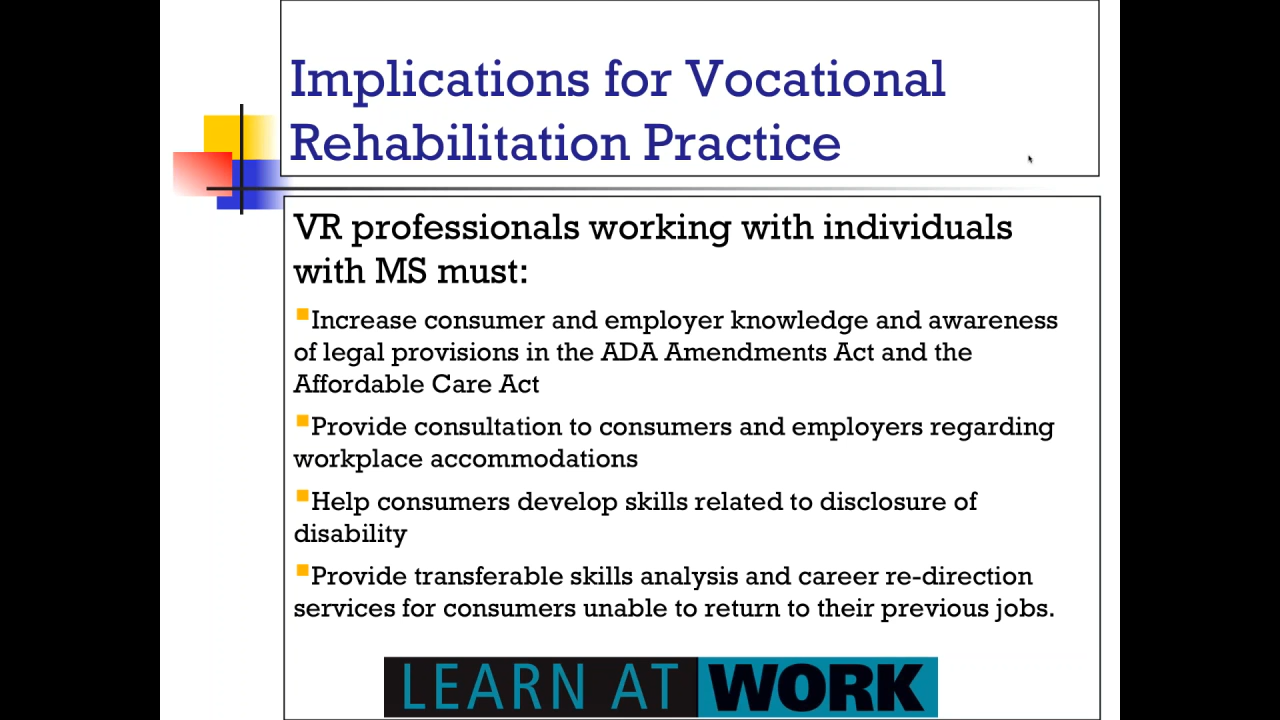 Implications for Vocational
Rehabilitation Practice
VR professionals working with individuals
with MS must:
Increase consumer and employer knowledge and awareness
of legal provisions in the ADA Amendments Act and the
Affordable Care Act
Provide consultation to consumers and employers regarding
workplace accommodations
Help consumers develop skills related to disclosure of
disability
Provide transferable skills analysis and career re-direction
services for consumers unable to return to their previous jobs.
LEARN AT WORK